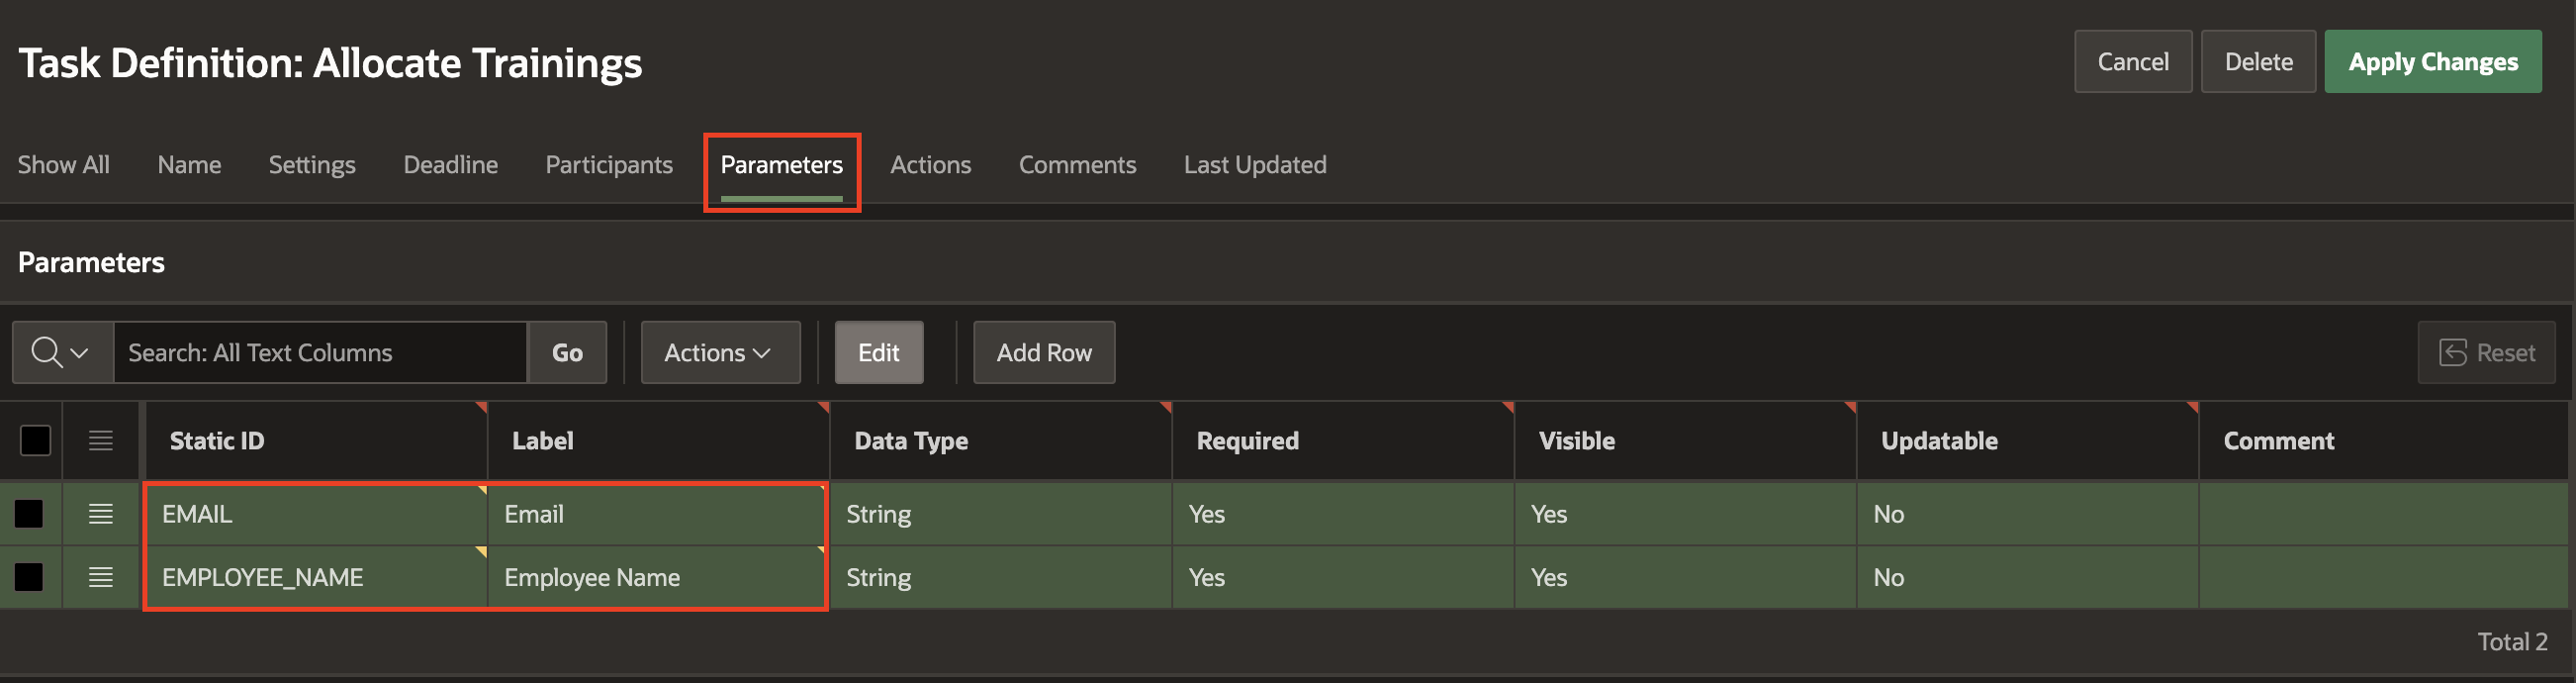 Task Definition: Allocate Trainings
Cancel Delete Apply Changes
Show All Name Settings Deadline Participants Parameters Actions Comments Last Updated
Parameters
Search: All Text Columns Go Actions Edit Add Row Reset
Static ID Label Data Type Required Visible Updatable Comment
EMAIL Email String Yes Yes No
EMPLOYEE_NAME Employee Name String Yes Yes No
Total 2